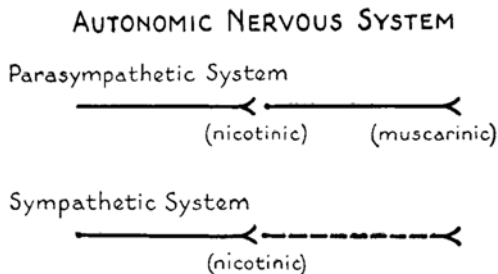 AUTONOMIC NERVOUS SYSTEM
Parasympathetic System
(nicotinic) (muscarinic)
Sympathetic System
(nicotinic)